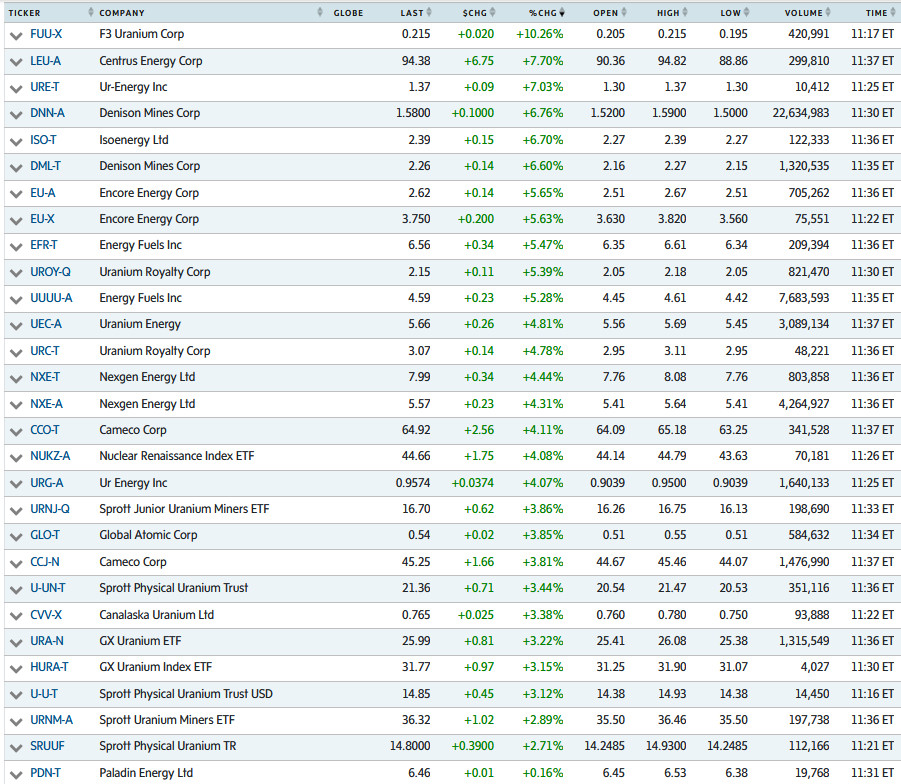 TICKER COMPANY GLOBE LAST $CHG %CHG OPEN HIGH LOW VOLUME TIME
FUU-X F3 Uranium Corp 0.215 +0.020 +10.26% 0.205 0.215 0.195 420,991 11:17 ET
LEU-A Centrus Energy Corp 94.38 +6.75 +7.70% 90.36 94.82 88.86 299,810 11:37 ET
URE-T Ur-Energy Inc 1.37 +0.09 +7.03% 1.30 1.37 1.30 10,412 11:25 ET
DNN-A Denison Mines Corp 1.5800 +0.1000 +6.76% 1.5200 1.5900 1.5000 22,634,983 11:30 ET
ISO-T Isoenergy Ltd 2.39 +0.15 +6.70% 2.27 2.39 2.27 122,333 11:36 ET
DML-T Denison Mines Corp 2.26 +0.14 +6.60% 2.16 2.27 2.15 1,320,535 11:35 ET
EU-A Encore Energy Corp 2.62 +0.14 +5.65% 2.51 2.67 2.51 705,262 11:36 ET
EU-X Encore Energy Corp 3.750 +0.200 +5.63% 3.630 3.820 3.560 75,551 11:22 ET
EFR-T Energy Fuels Inc 6.56 +0.34 +5.47% 6.35 6.61 6.34 209,394 11:36 ET
UROY-Q Uranium Royalty Corp 2.15 +0.11 +5.39% 2.05 2.18 2.05 821,470 11:30 ET
UUUU-A Energy Fuels Inc 4.59 +0.23 +5.28% 4.45 4.61 4.42 7,683,593 11:35 ET
UEC-A Uranium Energy 5.66 +0.26 +4.81% 5.56 5.69 5.45 3,089,134 11:37 ET
URC-T Uranium Royalty Corp 3.07 +0.14 +4.78% 2.95 3.11 2.95 48,221 11:36 ET
NXE-T Nexgen Energy Ltd 7.99 +0.34 +4.44% 7.76 8.08 7.76 803,858 11:36 ET
NXE-A Nexgen Energy Ltd 5.57 +0.23 +4.31% 5.41 5.64 5.41 4,264,927 11:36 ET
CCO-T Cameco Corp 64.92 +2.56 +4.11% 64.09 65.18 63.25 341,528 11:37 ET
NUKZ-A Nuclear Renaissance Index ETF 44.66 +1.75 +4.08% 44.14 44.79 43.63 70,181 11:26 ET
URG-A Ur Energy Inc 0.9574 +0.0374 +4.07% 0.9039 0.9500 0.9039 1,640,133 11:25 ET
URNJ-Q Sprott Junior Uranium Miners ETF 16.70 +0.62 +3.86% 16.26 16.75 16.13 198,690 11:33 ET
GLO-T Global Atomic Corp 0.54 +0.02 +3.85% 0.51 0.55 0.51 584,632 11:34 ET
CCJ-N Cameco Corp 45.25 +1.66 +3.81% 44.67 45.46 44.07 1,476,990 11:37 ET
U-UN-T Sprott Physical Uranium Trust 21.36 +0.71 +3.44% 20.54 21.47 20.53 351,116 11:36 ET
CVV-X Canalaska Uranium Ltd 0.765 +0.025 +3.38% 0.760 0.780 0.750 93,888 11:22 ET
URA-N GX Uranium ETF 25.99 +0.81 +3.22% 25.41 26.08 25.38 1,315,549 11:36 ET
HURA-T GX Uranium Index ETF 31.77 +0.97 +3.15% 31.25 31.90 31.07 4,027 11:30 ET
U-U-T Sprott Physical Uranium Trust USD 14.85 +0.45 +3.12% 14.38 14.93 14.38 14,450 11:16 ET
URNM-A Sprott Uranium Miners ETF 36.32 +1.02 +2.89% 35.50 36.46 35.50 197,738 11:36 ET
SRUUF Sprott Physical Uranium TR 14.8000 +0.3900 +2.71% 14.2485 14.9300 14.2485 112,166 11:21 ET
PDN-T Paladin Energy Ltd 6.46 +0.01 +0.16% 6.45 6.53 6.38 19,768 11:31 ET